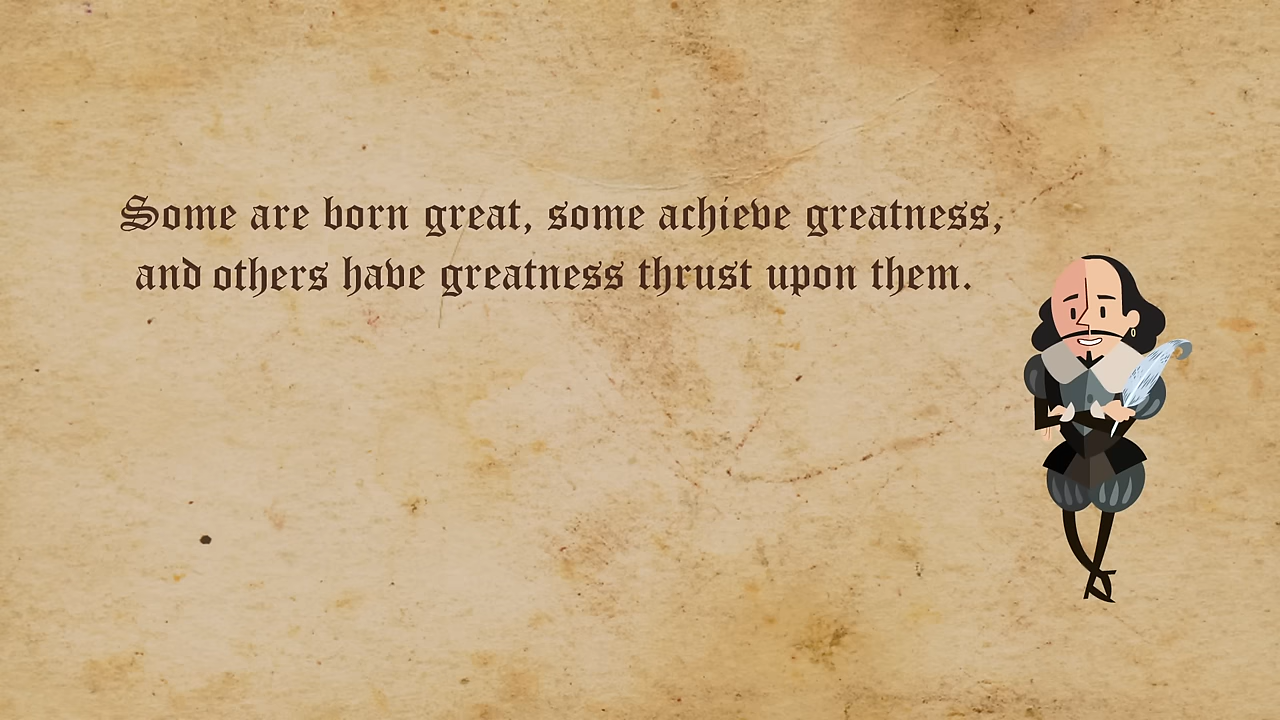 Some are born great, some achieve greatness,
and others have greatness thrust upon them.